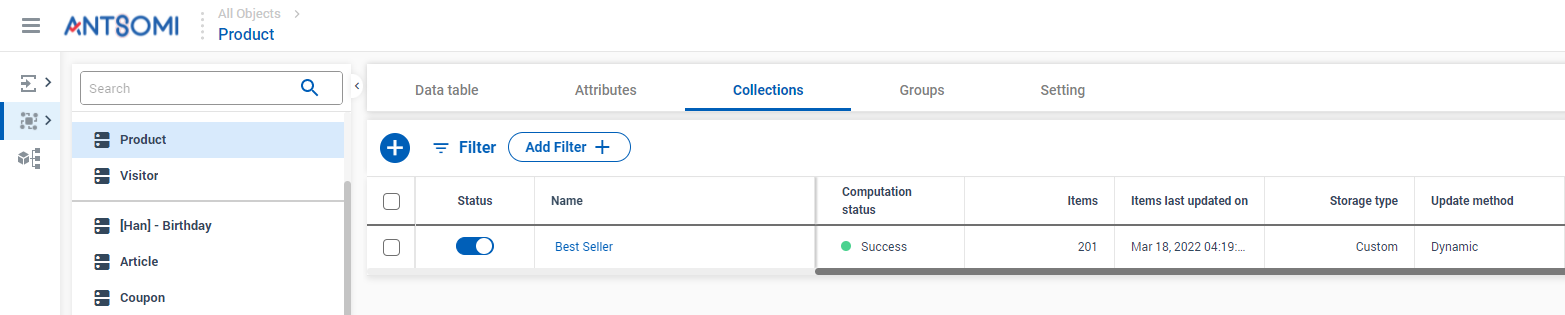 ANTSOMI
All Objects
Product
Search
Product
Visitor
[Han] - Birthday
Article
Coupon
Data table Attributes Collections Groups Setting
Filter Add Filter
Status Name Computation status Items Items last updated on Storage type Update method
Best Seller Success 201 Mar 18, 2022 04:19:... Custom Dynamic